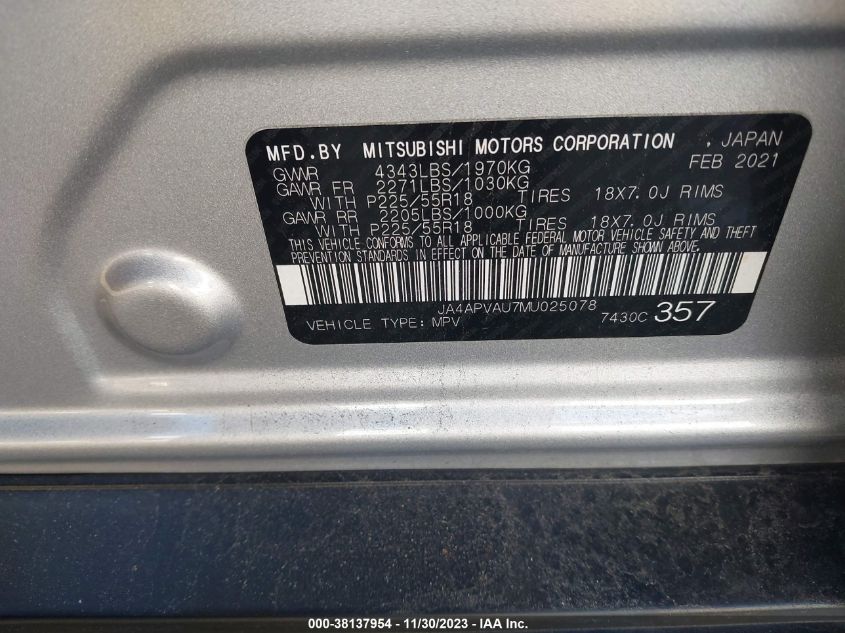 MFD.BY MITSUBISHI MOTORS CORPORATION , JAPAN
GVWR 4343LBS/1970KG FEB 2021
GAWR FR 2271LBS/1030KG
WITH P225/55R18 TIRES 18X7.0J RIMS
GAWR RR 2205LBS/1000KG
WITH P225/55R18 TIRES 18X7.0J RIMS
THIS VEHICLE CONFORMS TO ALL APPLICABLE FEDERAL MOTOR VEHICLE SAFETY AND THEFT
PREVENTION STANDARDS IN EFFECT ON THE DATE OF MANUFACTURE SHOWN ABOVE.
JA4APVAU7MU025078
VEHICLE TYPE: MPV 7430C 357
000-38137954 - 11/30/2023 - IAA Inc.